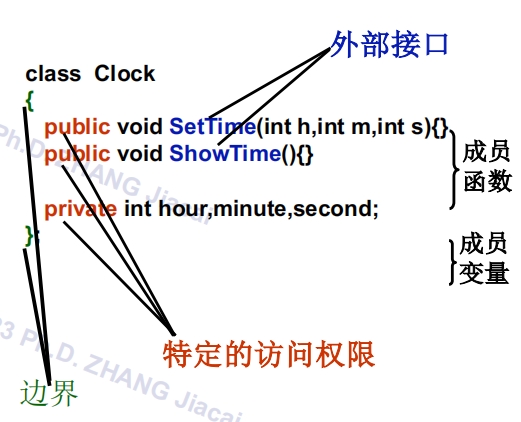 外部接口
class Clock
{
public void SetTime(int h,int m,int s){}
public void ShowTime(){}
成员
函数
private int hour,minute,second;
};
成员
变量
特定的访问权限
边界
Ph.D. ZHANG Jiacai
3 Ph.D. ZHANG Jiacai